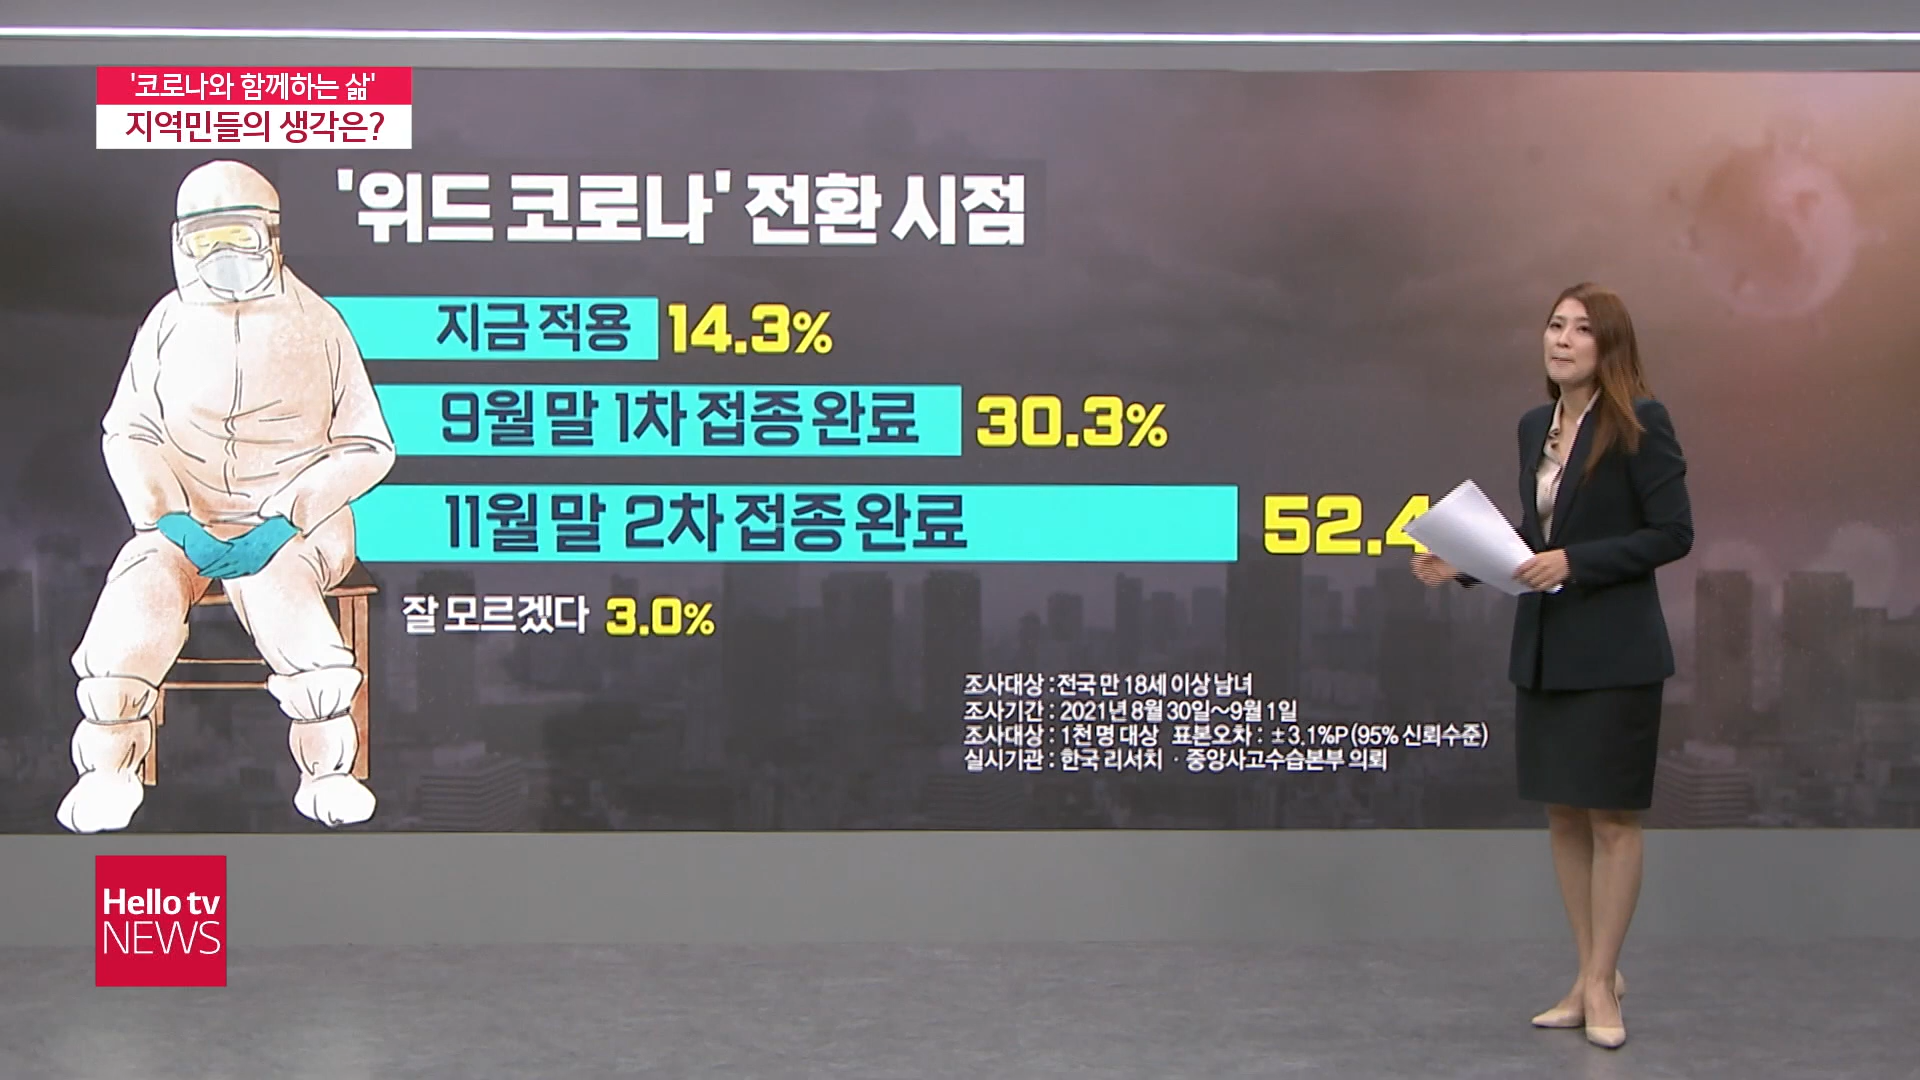 '코로나와 함께하는 삶'
지역민들의 생각은?
'위드 코로나' 전환 시점
지금 적용 14.3%
9월 말 1차 접종 완료 30.3%
11월 말 2차 접종 완료 52.4
잘 모르겠다 3.0%
조사대상 : 전국 만 18세 이상 남녀
조사기간 : 2021년 8월 30일~9월 1일
조사대상 : 1천 명 대상 표본오차 : ±3.1%P (95% 신뢰수준)
실시기관 : 한국 리서치 · 중앙사고수습본부 의뢰
Hello tv
NEWS